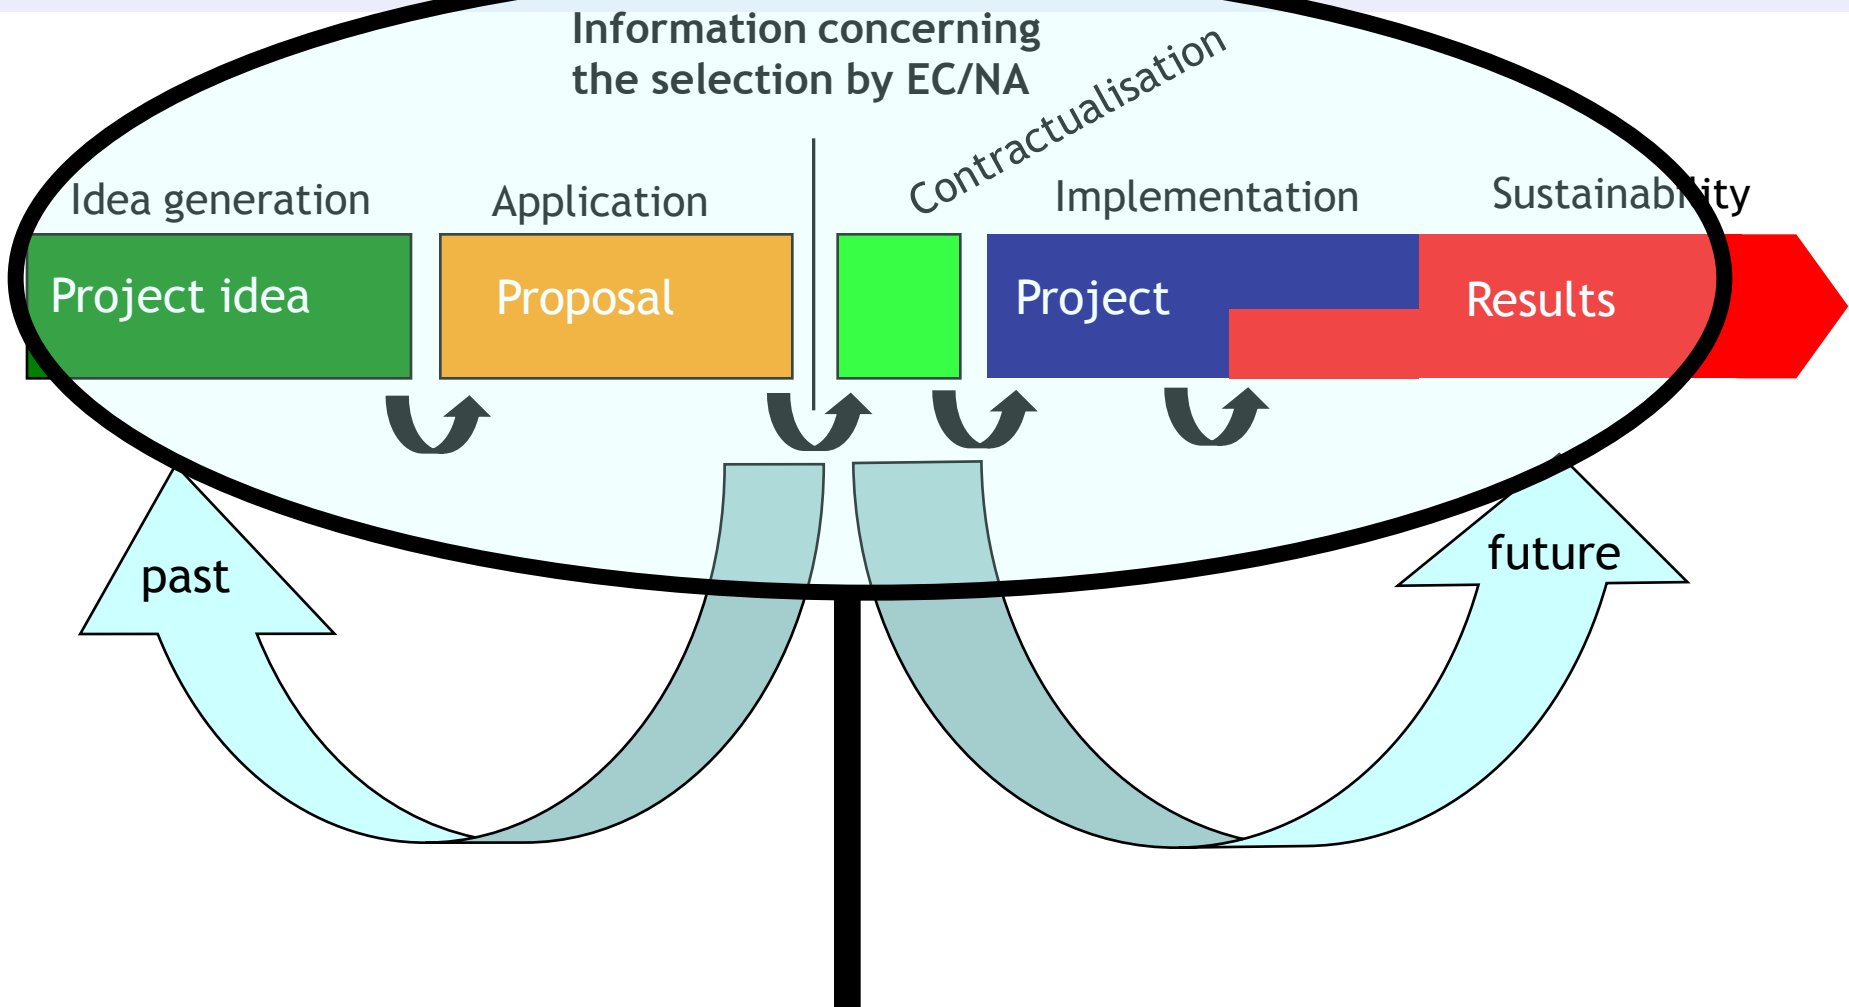 Information concerning
the selection by EC/NA
Contractualisation
Idea generation
Application
Implementation
Sustainability
Project idea
Proposal
Project
Results
past
future